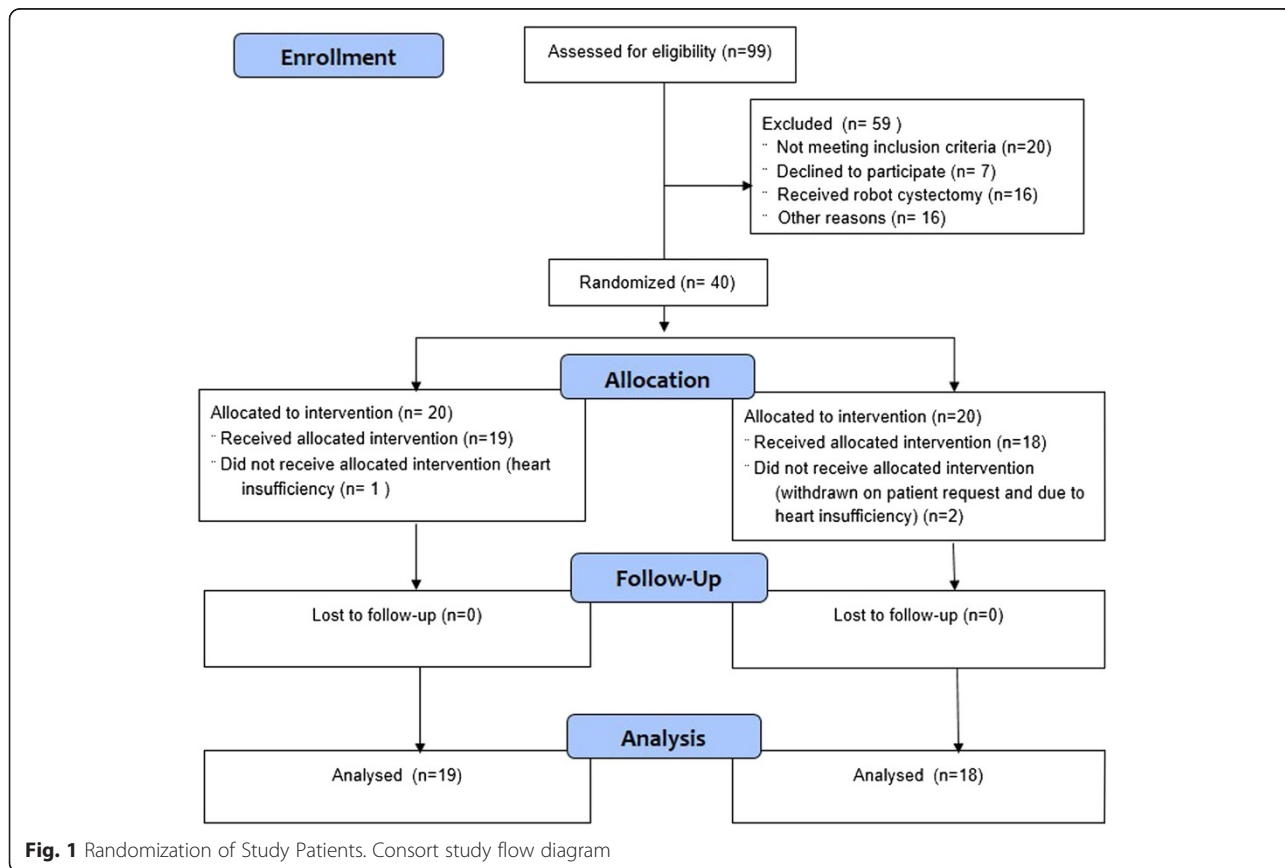 Enrollment
Assessed for eligibility (n=99)
Excluded (n= 59 )
¨ Not meeting inclusion criteria (n=20)
¨ Declined to participate (n= 7)
¨ Received robot cystectomy (n=16)
¨ Other reasons (n= 16)
Randomized (n= 40)
Allocation
Allocated to intervention (n= 20)
¨ Received allocated intervention (n=19)
¨ Did not receive allocated intervention (heart
insufficiency (n= 1 )
Allocated to intervention (n=20)
¨ Received allocated intervention (n=18)
¨ Did not receive allocated intervention
(withdrawn on patient request and due to
heart insufficiency) (n=2)
Follow-Up
Lost to follow-up (n=0)
Lost to follow-up (n=0)
Analysis
Analysed (n=19)
Analysed (n=18)
Fig. 1 Randomization of Study Patients. Consort study flow diagram